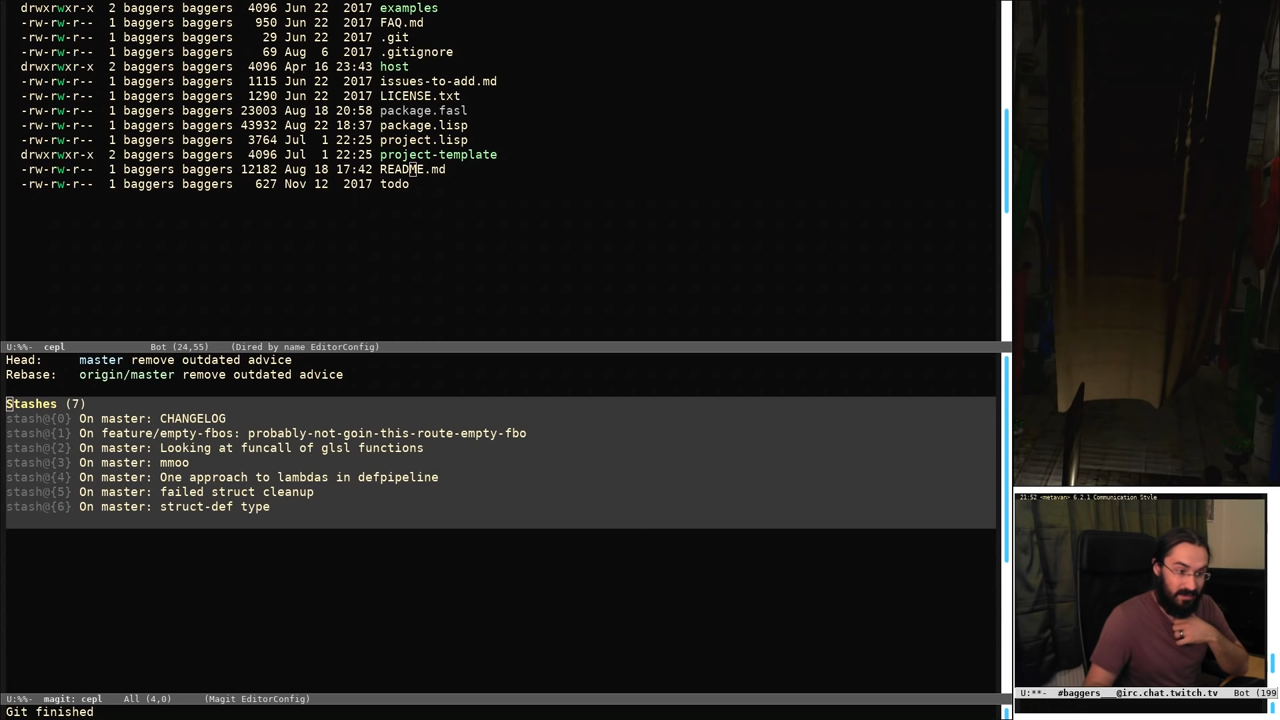 drwxrwxr-x  2 baggers baggers  4096 Jun 22  2017 examples
-rw-rw-r--  1 baggers baggers   950 Jun 22  2017 FAQ.md
-rw-rw-r--  1 baggers baggers    29 Jun 22  2017 .git
-rw-rw-r--  1 baggers baggers    69 Aug  6  2017 .gitignore
drwxrwxr-x  2 baggers baggers  4096 Apr 16 23:43 host
-rw-rw-r--  1 baggers baggers  1115 Jun 22  2017 issues-to-add.md
-rw-rw-r--  1 baggers baggers  1290 Jun 22  2017 LICENSE.txt
-rw-rw-r--  1 baggers baggers 23003 Aug 18 20:58 package.fasl
-rw-rw-r--  1 baggers baggers 43932 Aug 22 18:37 package.lisp
-rw-rw-r--  1 baggers baggers  3764 Jul  1 22:25 project.lisp
drwxrwxr-x  2 baggers baggers  4096 Jul  1 22:25 project-template
-rw-rw-r--  1 baggers baggers 12182 Aug 18 17:42 README.md
-rw-rw-r--  1 baggers baggers   627 Nov 12  2017 todo
U:%%-  cepl            Bot (24,55)    (Dired by name EditorConfig)
Head:     master remove outdated advice
Rebase:   origin/master remove outdated advice
Stashes (7)
stash@{0} On master: CHANGELOG
stash@{1} On feature/empty-fbos: probably-not-goin-this-route-empty-fbo
stash@{2} On master: Looking at funcall of glsl functions
stash@{3} On master: mmoo
stash@{4} On master: One approach to lambdas in defpipeline
stash@{5} On master: failed struct cleanup
stash@{6} On master: struct-def type
U:%%-  magit: cepl    All (4,0)      (Magit EditorConfig)
Git finished
21:52 <metavan> 6.2.1 Communication Style
U:**-  #baggers___@irc.chat.twitch.tv   Bot (199